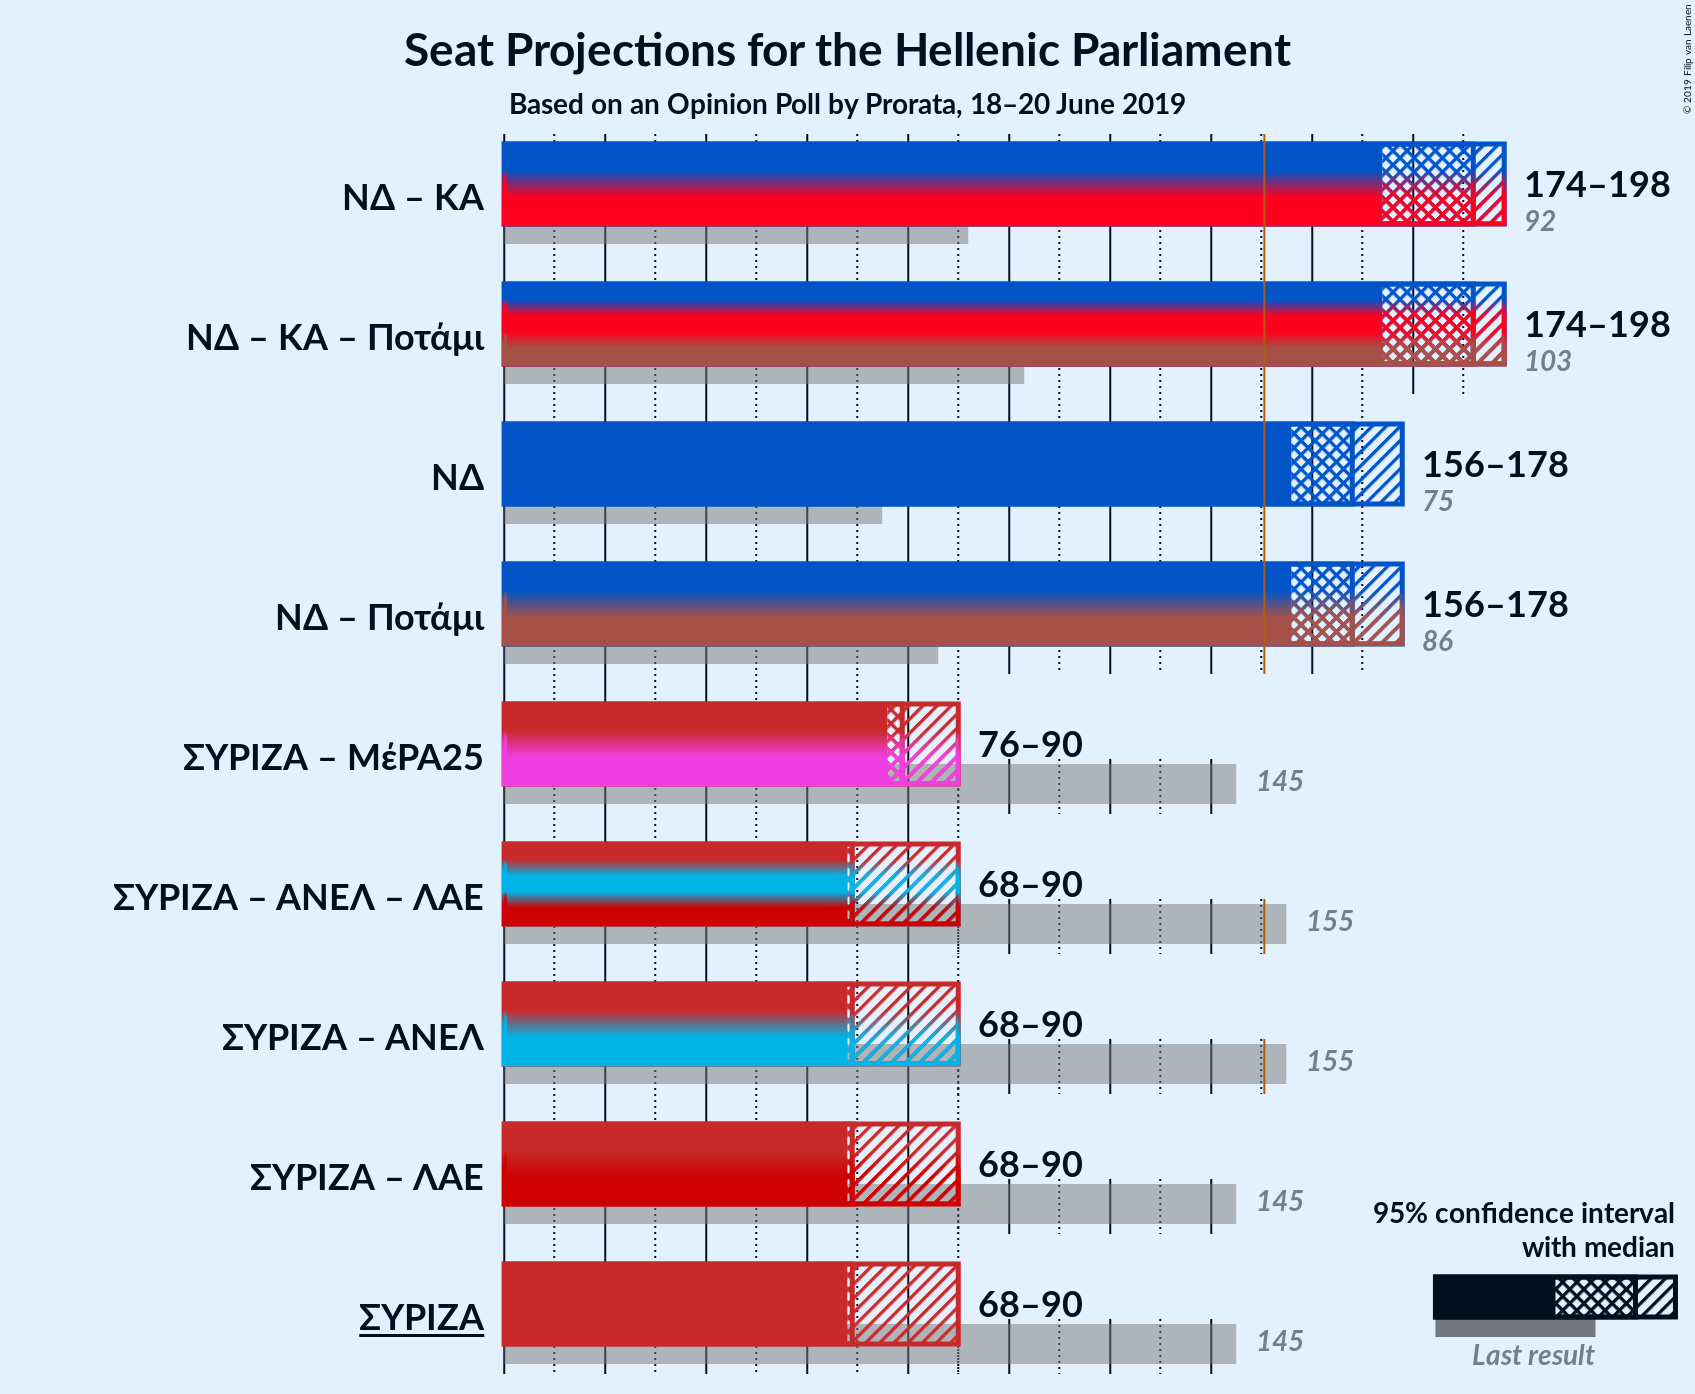 Seat Projections for the Hellenic Parliament
Based on an Opinion Poll by Prorata, 18–20 June 2019
© 2019 Filip van Laenen
ΝΔ – ΚΑ
174–198
92
ΝΔ – ΚΑ – Ποτάμι
174–198
103
ΝΔ
156–178
75
ΝΔ – Ποτάμι
156–178
86
ΣΥΡΙΖΑ – ΜέΡΑ25
76–90
145
ΣΥΡΙΖΑ – ΑΝΕΛ – ΛΑΕ
68–90
155
ΣΥΡΙΖΑ – ΑΝΕΛ
68–90
155
ΣΥΡΙΖΑ – ΛΑΕ
68–90
145
ΣΥΡΙΖΑ
68–90
145
95% confidence interval
with median
Last result